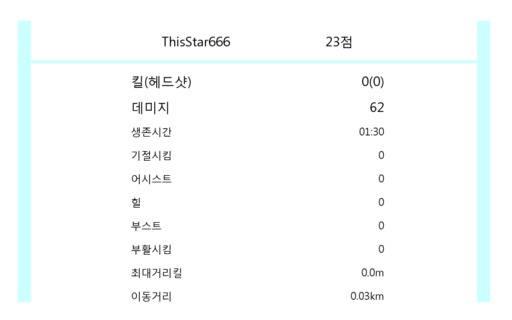 ThisStar666 23점
킬(헤드샷) 0(0)
데미지 62
생존시간 01:30
기절시킴 0
어시스트 0
힐 0
부스트 0
부활시킴 0
최대거리킬 0.0m
이동거리 0.03km